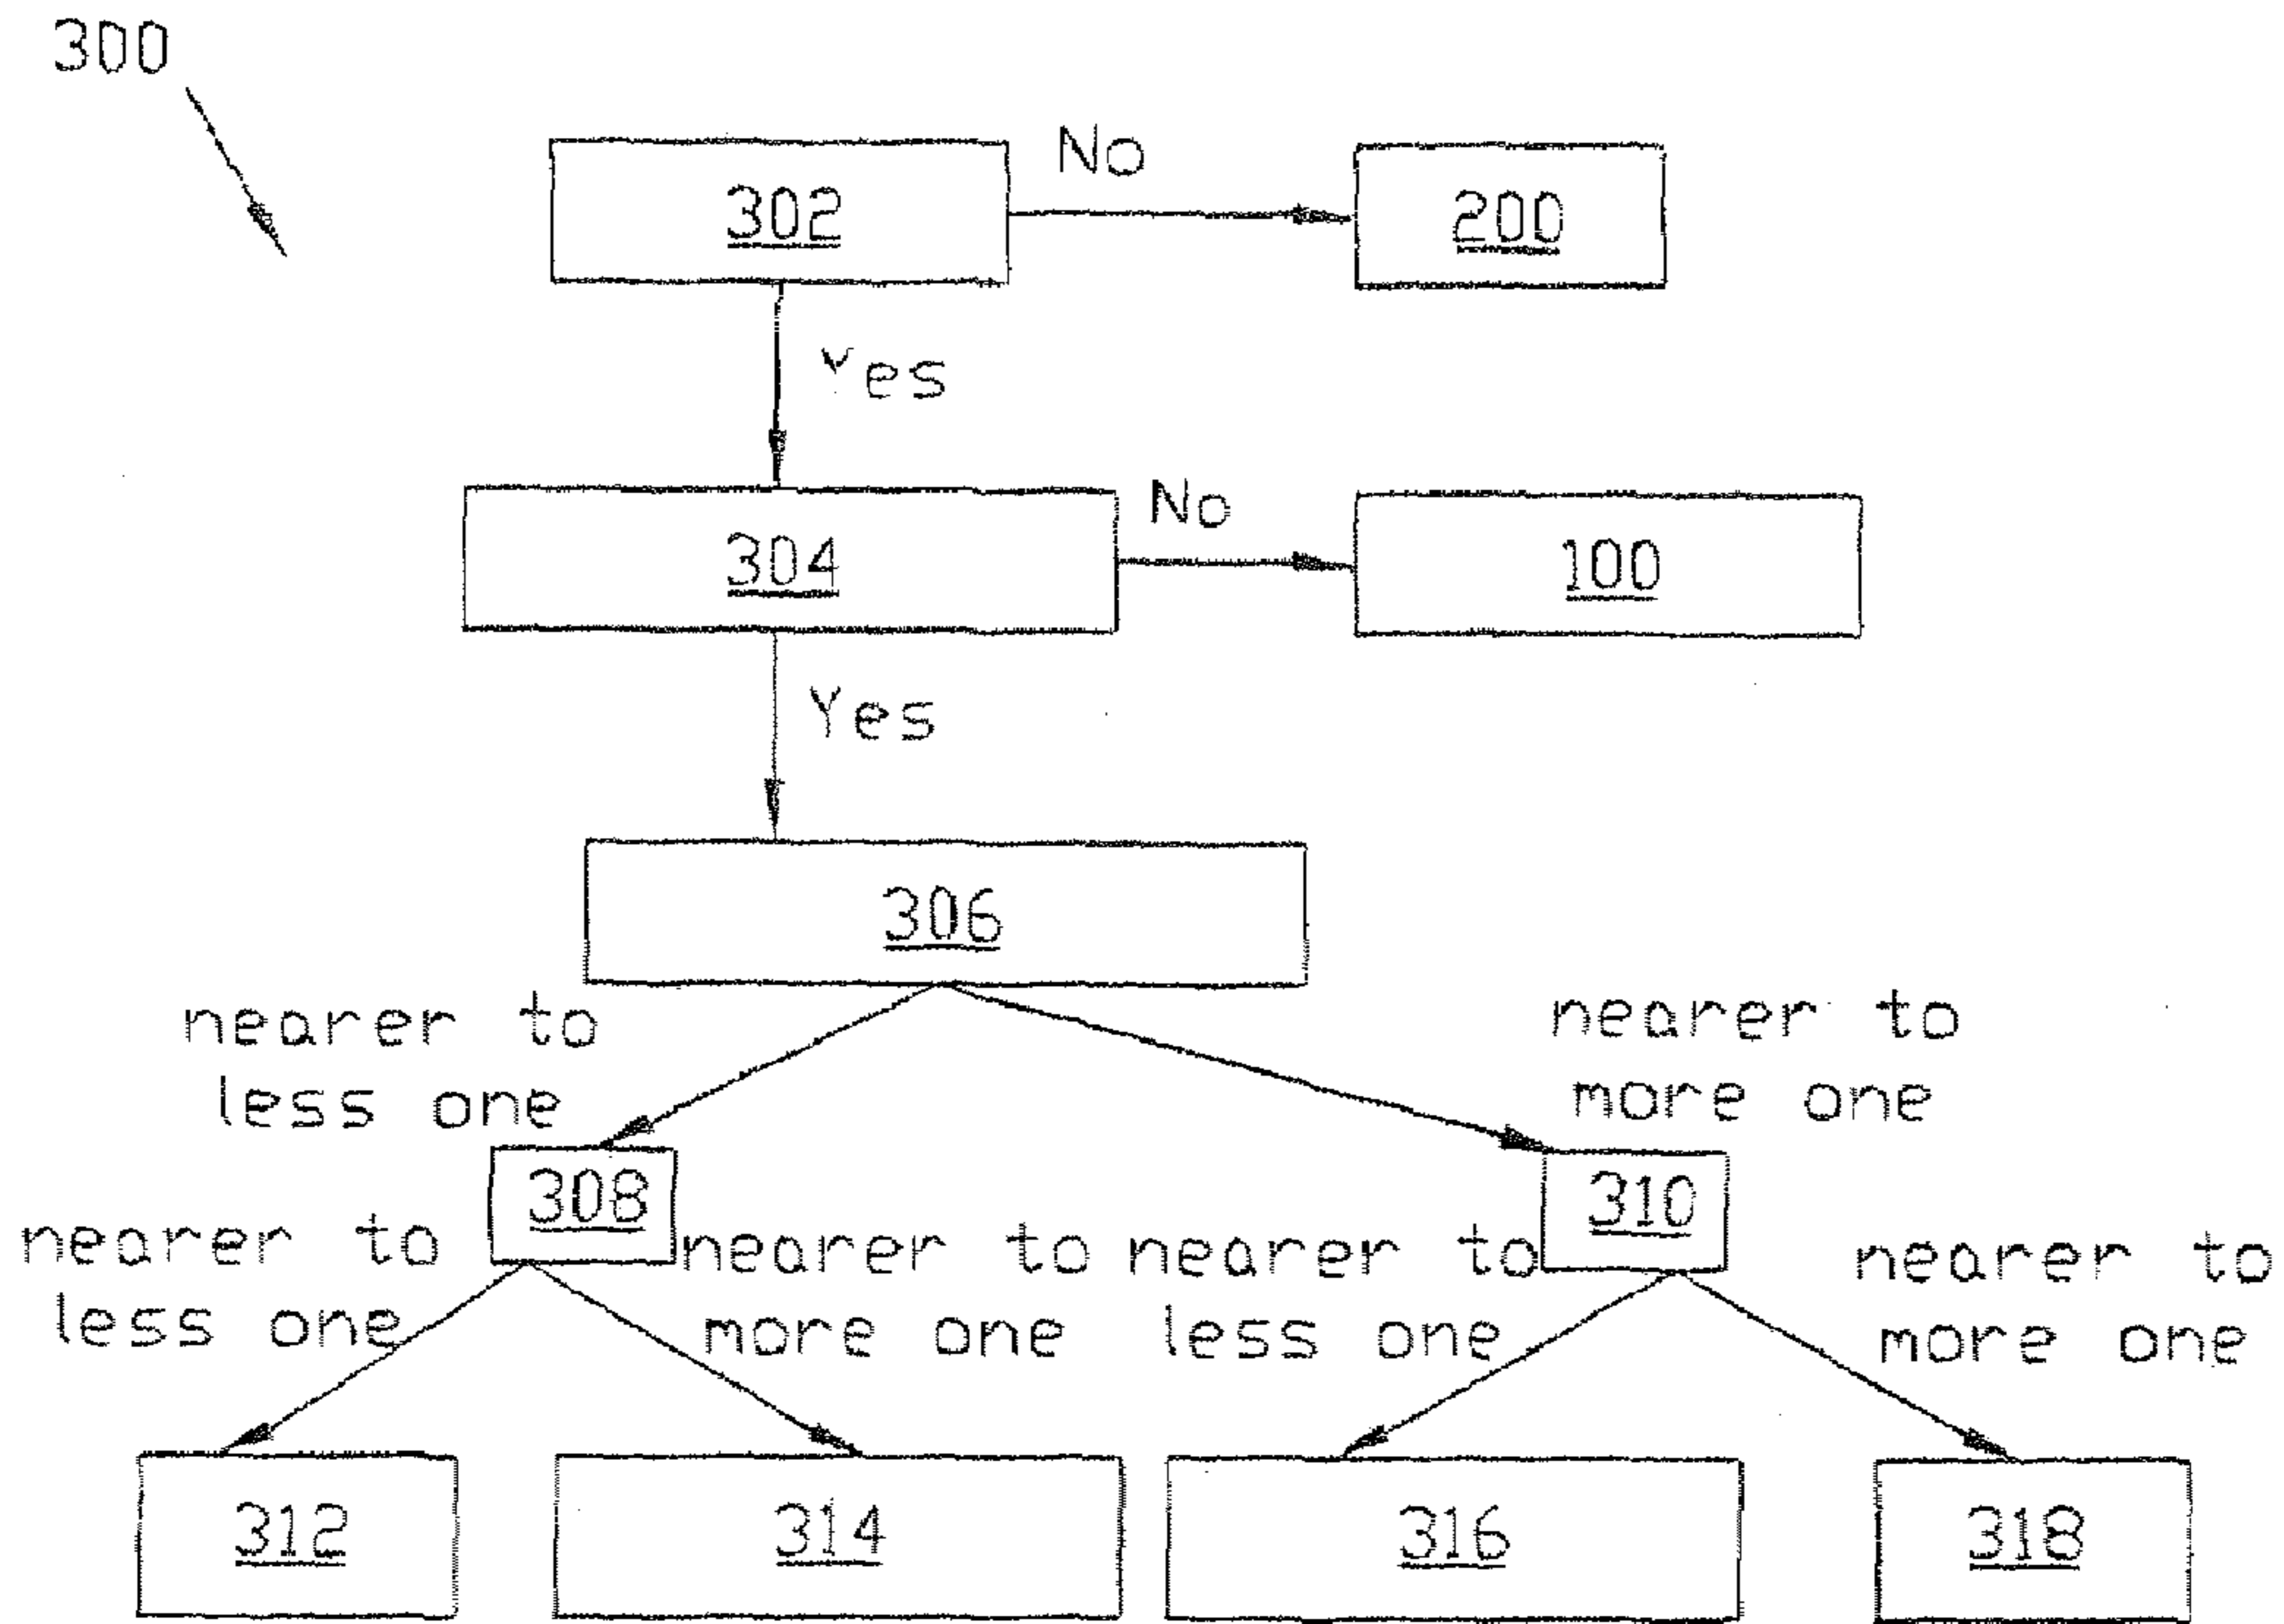 300
302
No
200
Yes
304
No
100
Yes
306
nearer to
less one
nearer to
more one
308
310
nearer to
less one
nearer to
more one
nearer to
less one
nearer to
more one
312
314
316
318